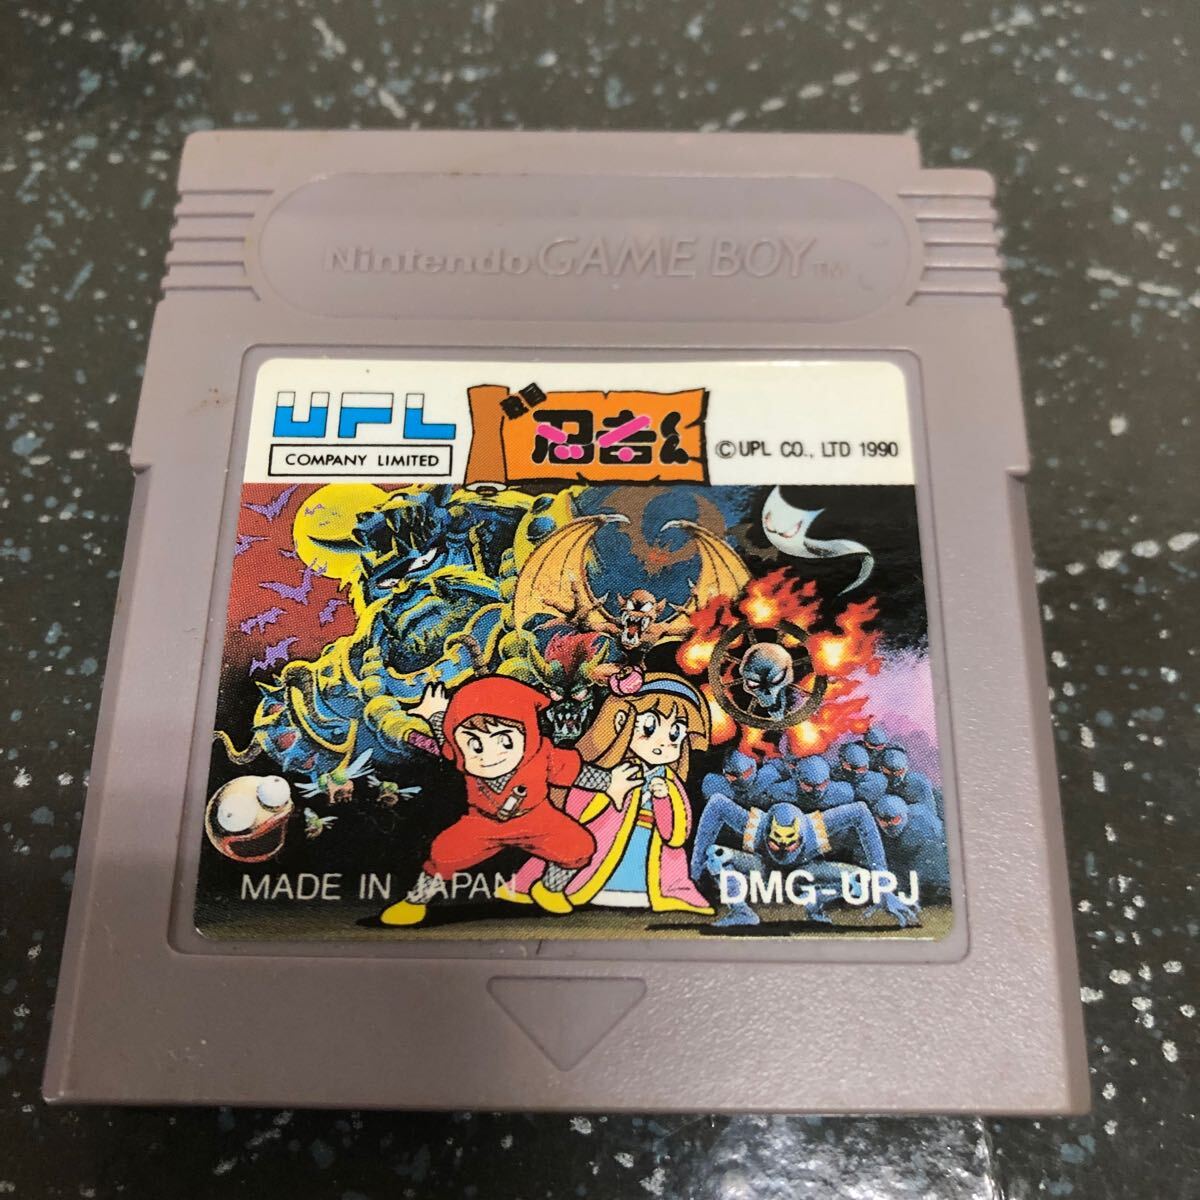 Nintendo GAME BOY TM
UPL
COMPANY LIMITED
忍者くん
© UPL CO., LTD 1990
MADE IN JAPAN
DMG-UPJ